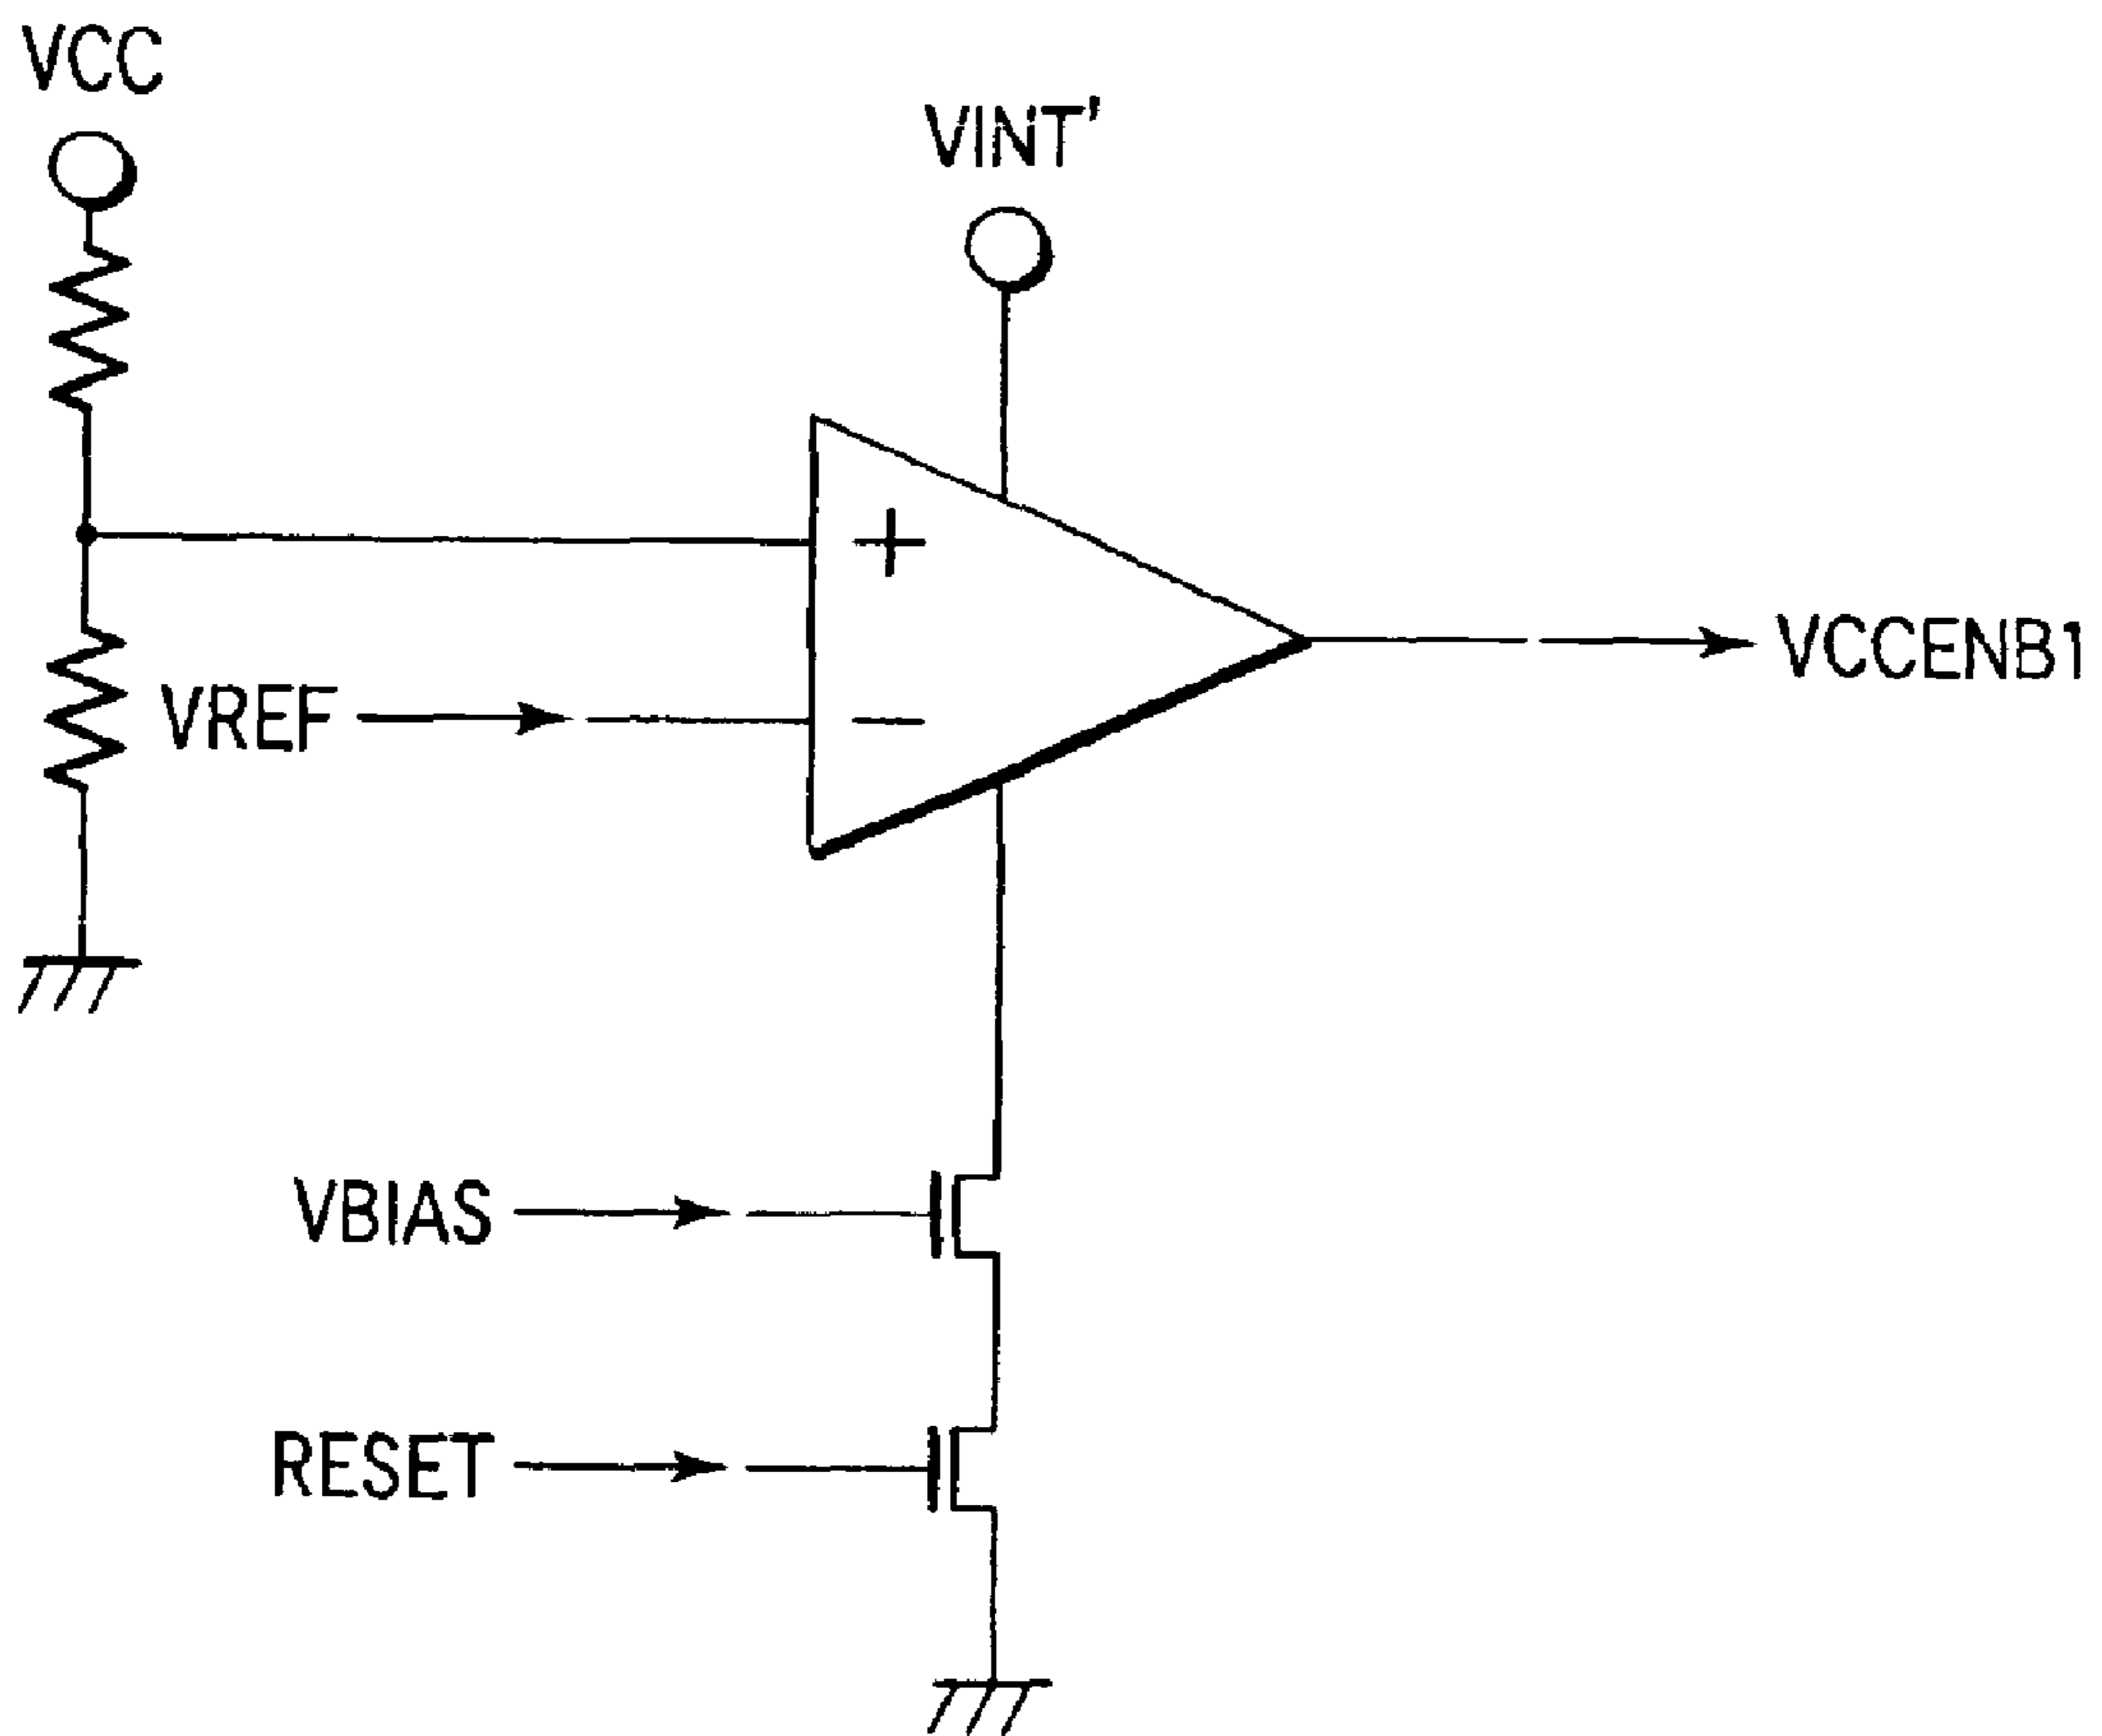 VCC
VINT'
+
VCCENB1
VREF
−
VBIAS
RESET